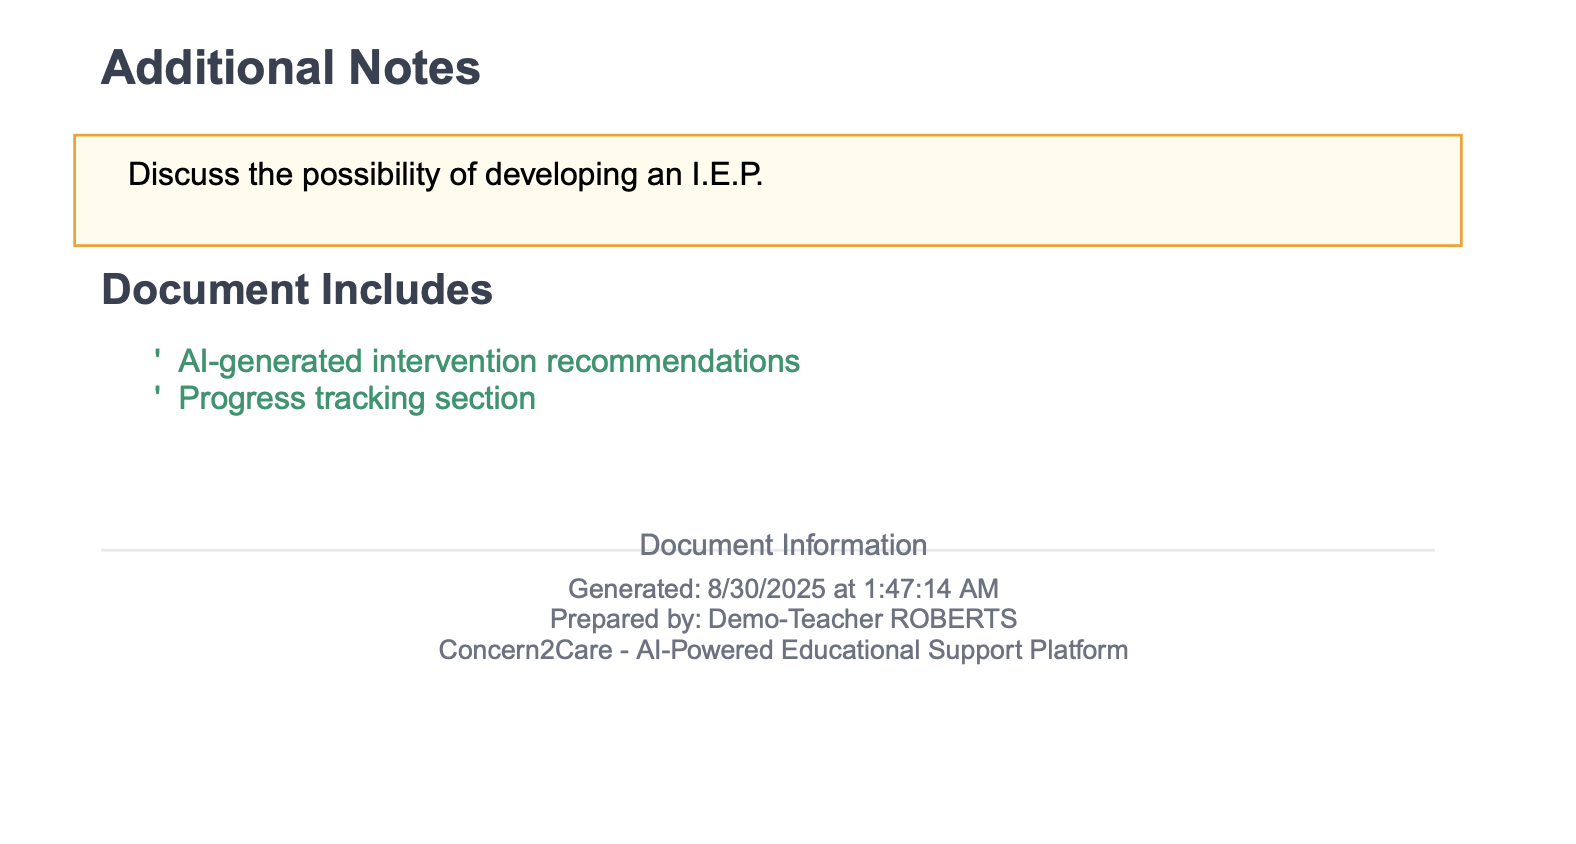 Additional Notes
Discuss the possibility of developing an I.E.P.
Document Includes
' AI-generated intervention recommendations
' Progress tracking section
Document Information
Generated: 8/30/2025 at 1:47:14 AM
Prepared by: Demo-Teacher ROBERTS
Concern2Care - AI-Powered Educational Support Platform